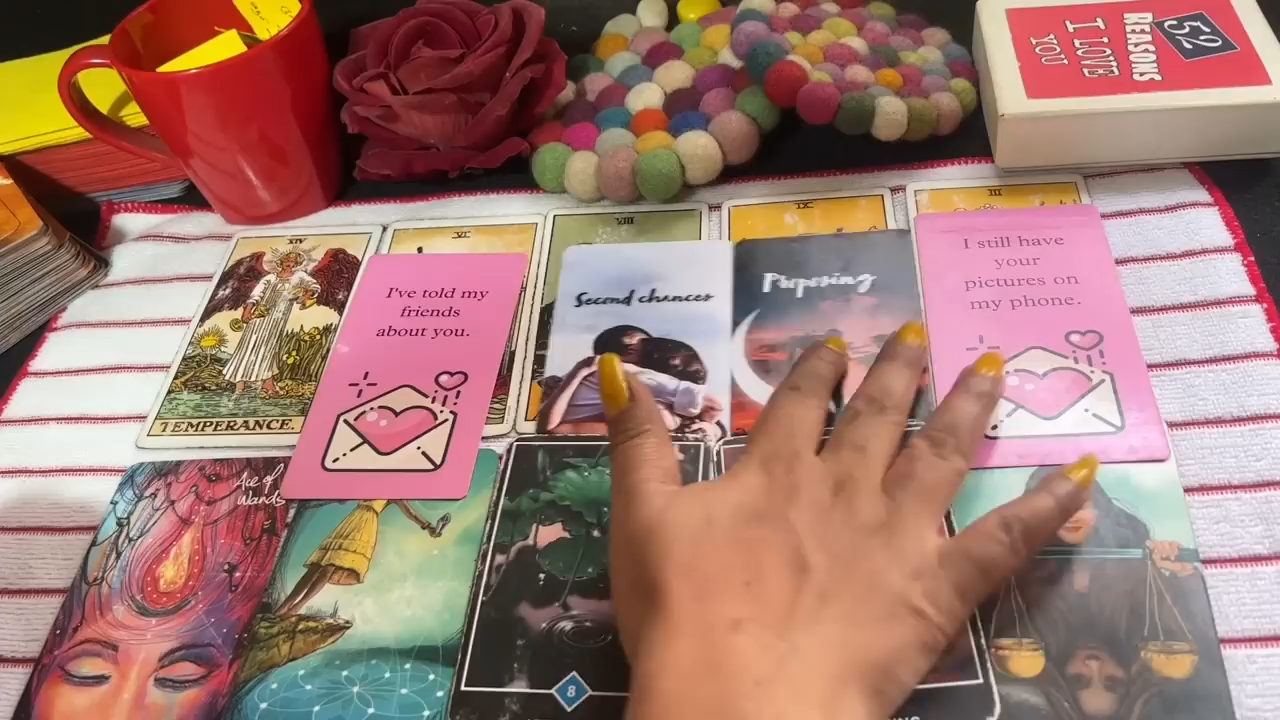 52
REASONS
I LOVE
YOU
XIV
VI
VIII
IX
III
TEMPERANCE.
I've told my
friends
about you.
Second chances
Proposing
I still have
your
pictures on
my phone.
Ace of
Wands
8